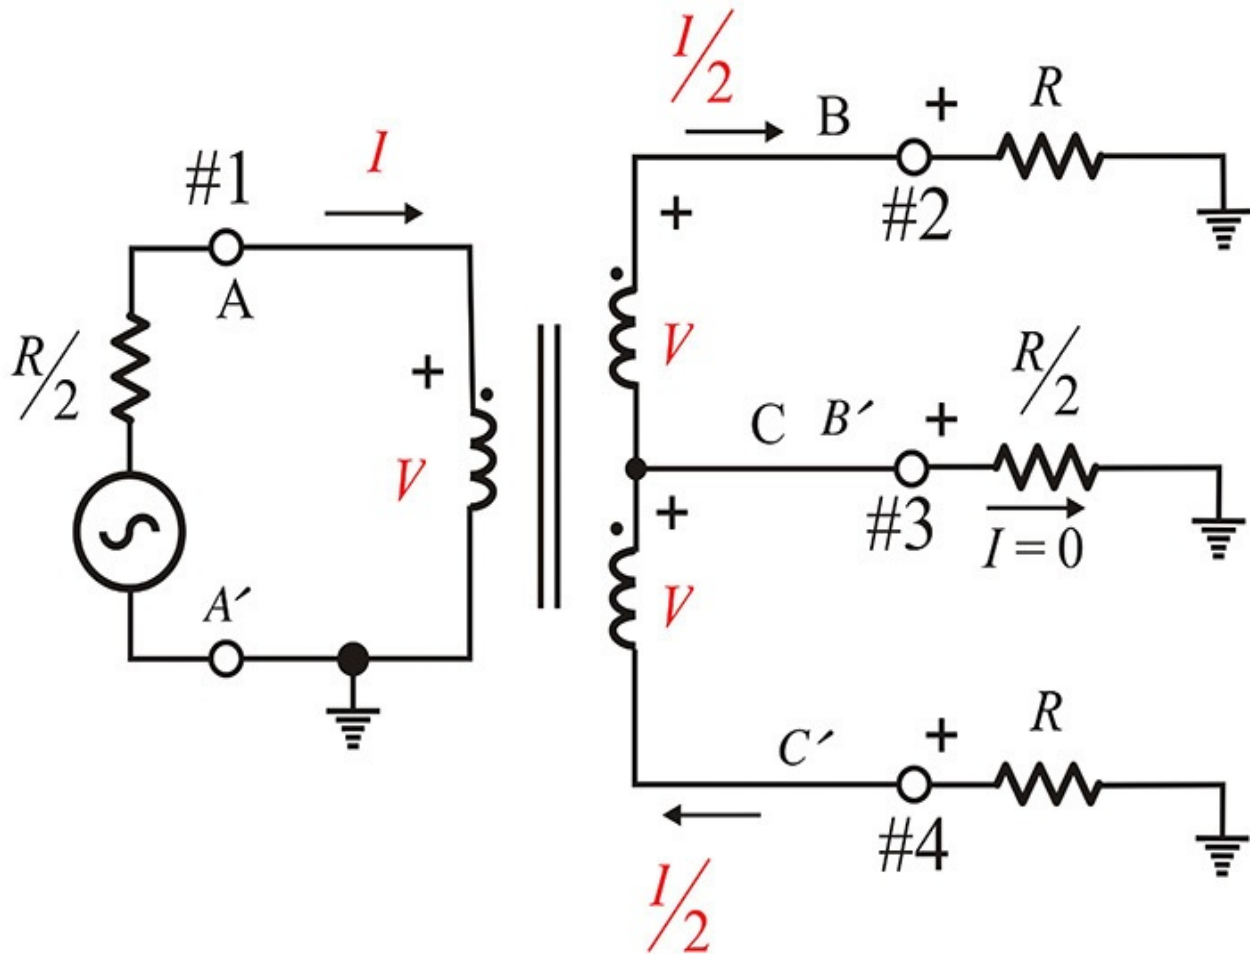 I/2
B
+
R
#1
I
#2
+
A
R/2
+
V
R/2
+
C
B′
V
+
#3
I = 0
A′
V
R
+
C′
#4
I/2